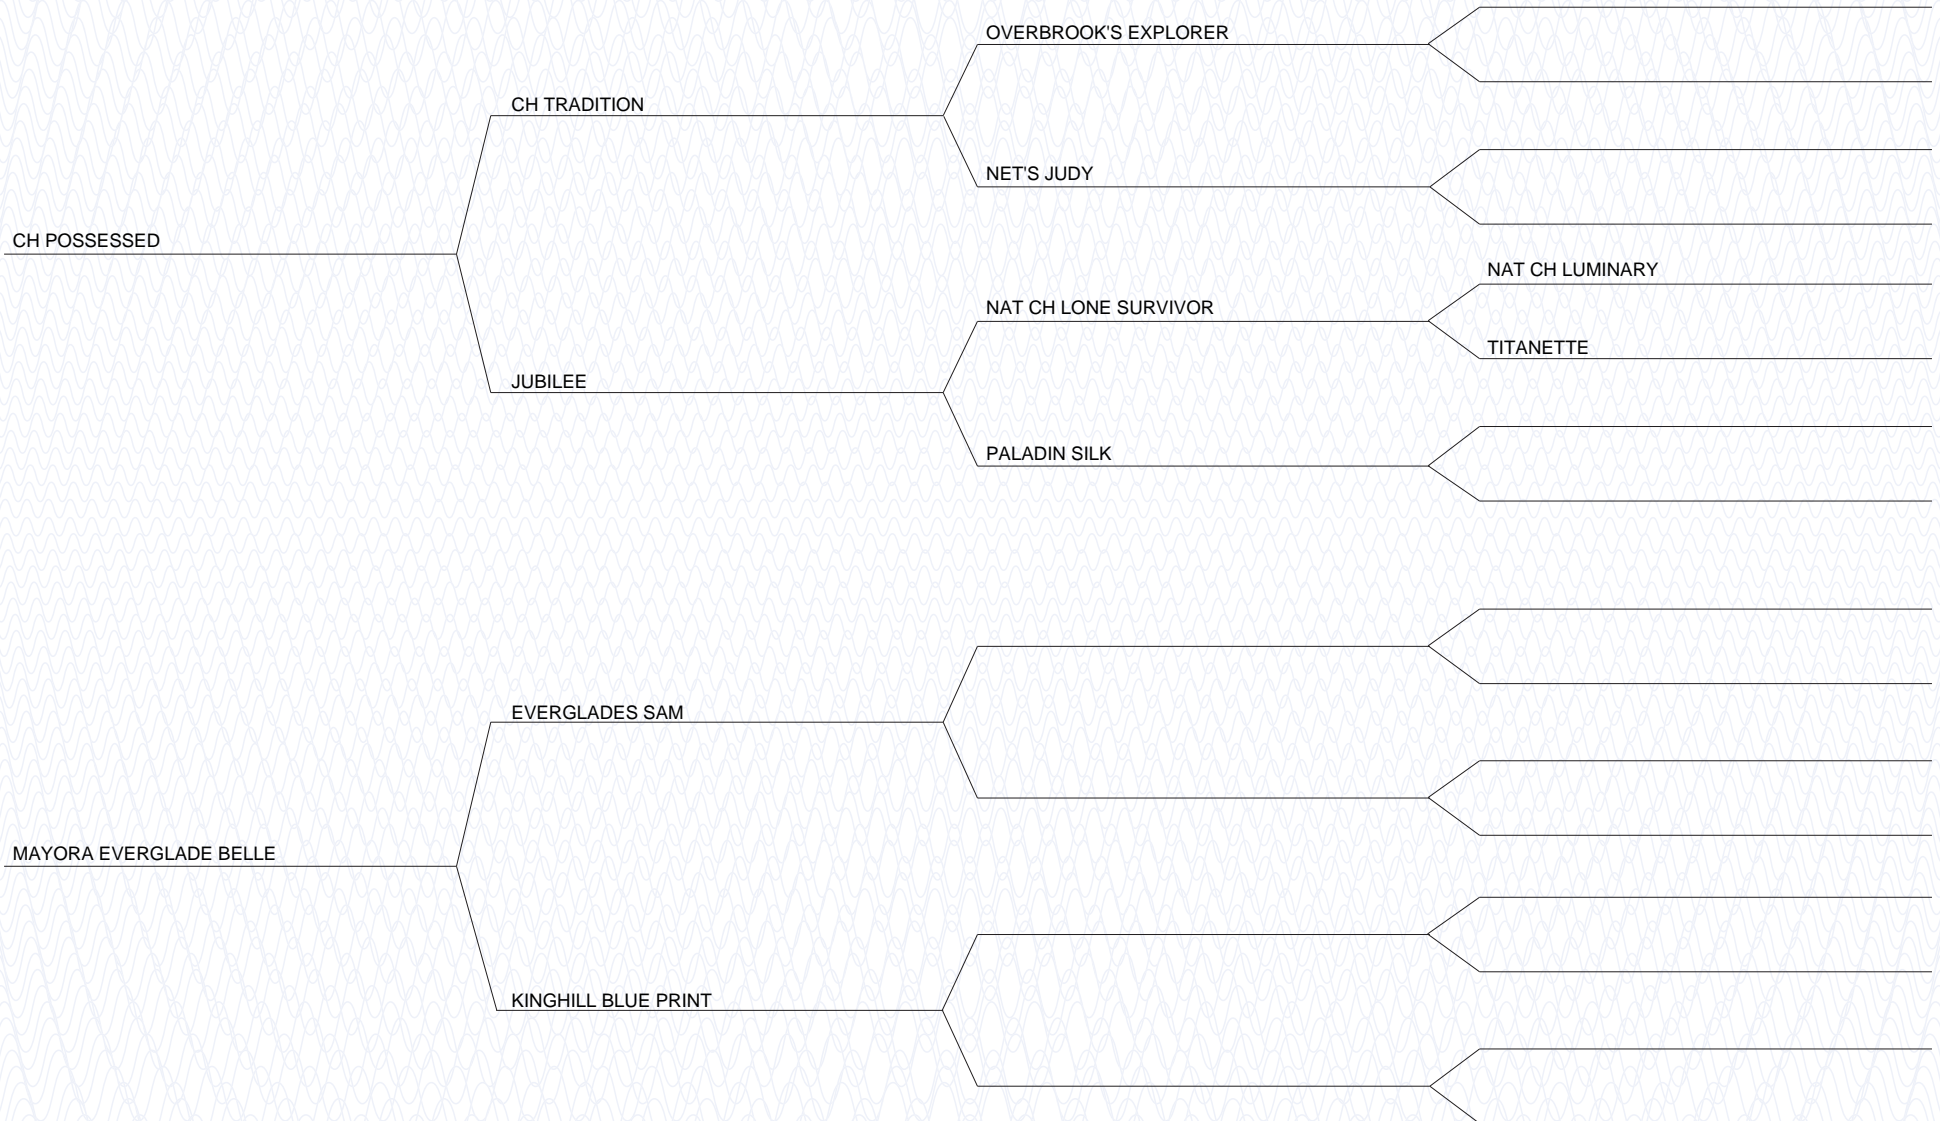 OVERBROOK'S EXPLORER
CH TRADITION
NET'S JUDY
CH POSSESSED
NAT CH LUMINARY
NAT CH LONE SURVIVOR
TITANETTE
JUBILEE
PALADIN SILK
EVERGLADES SAM
MAYORA EVERGLADE BELLE
KINGHILL BLUE PRINT